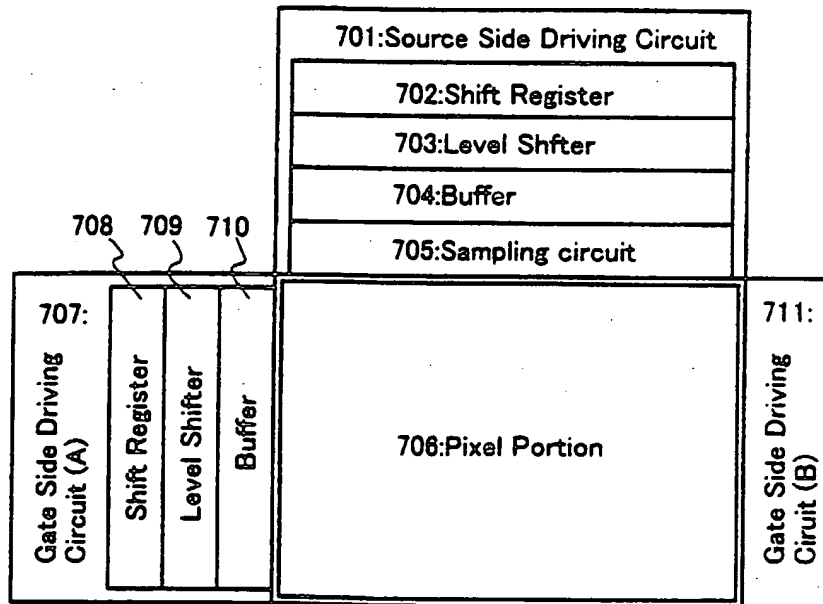 701:Source Side Driving Circuit
702:Shift Register
703:Level Shfter
704:Buffer
705:Sampling circuit
708
709
710
707:
Gate Side Driving
Circuit (A)
Shift Register
Level Shifter
Buffer
706:Pixel Portion
711:
Gate Side Driving
Ciruit (B)